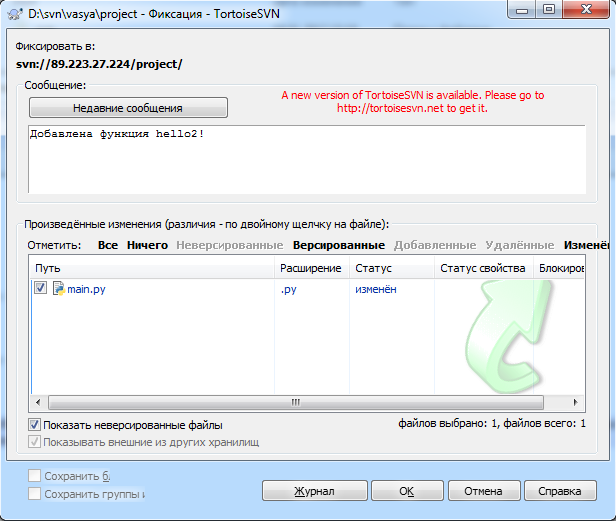 D:\svn\vasya\project - Фиксация - TortoiseSVN
Фиксировать в:
svn://89.223.27.224/project/
Сообщение:
Недавние сообщения
A new version of TortoiseSVN is available. Please go to
http://tortoisesvn.net to get it.
Добавлена функция hello2!
Произведённые изменения (различия - по двойному щелчку на файле):
Отметить: Все Ничего Неверсированные Версированные Добавленные Удалённые Изменён
Путь Расширение Статус Статус свойства Блокиров
main.py .py изменён
Показать неверсированные файлы
файлов выбрано: 1, файлов всего: 1
Показывать внешние из других хранилищ
Сохранить
Сохранить группы и
Журнал OK Отмена Справка